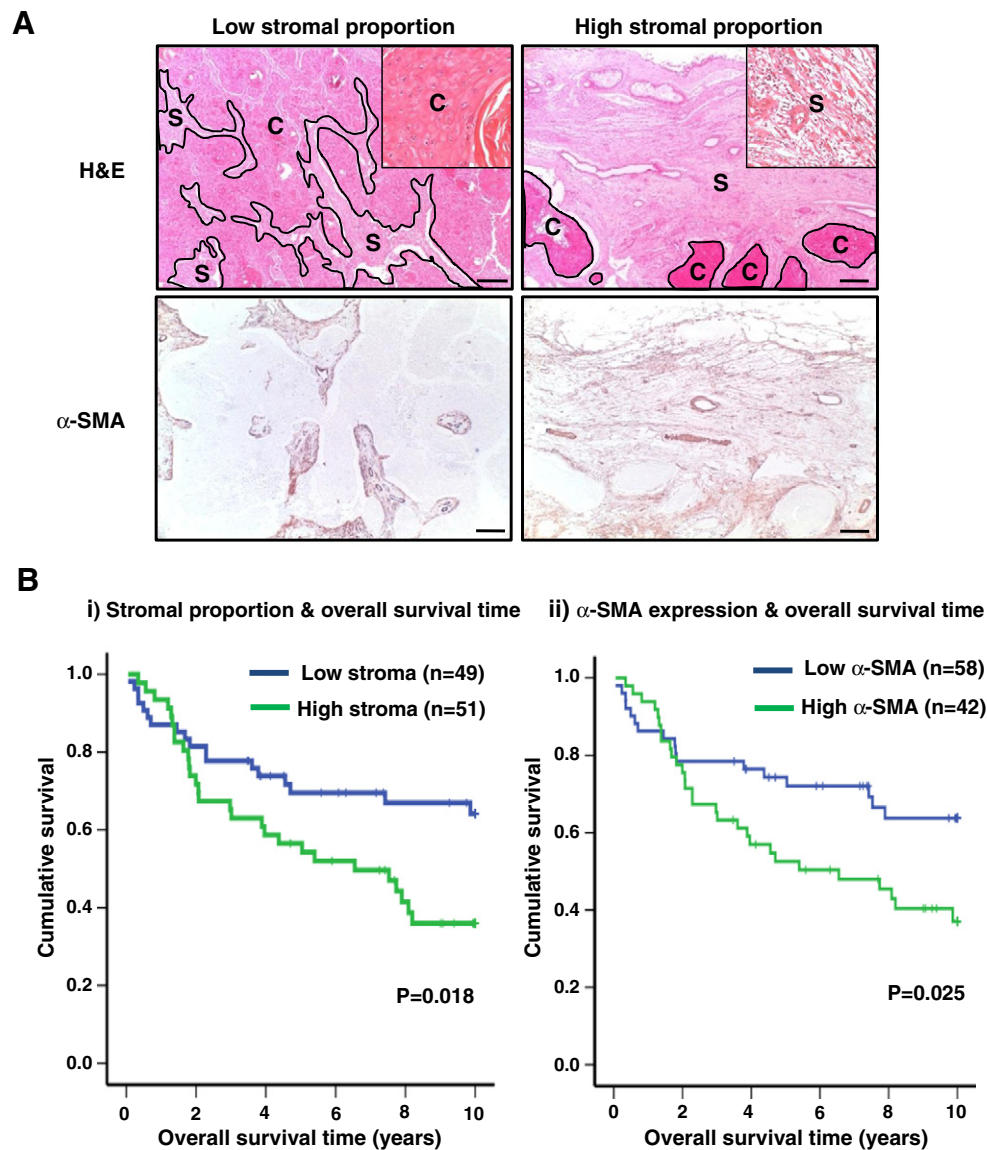 A
Low stromal proportion
High stromal proportion
H&E
S
C
C
S
S
S
S
C
C
C
C
α-SMA
B
i) Stromal proportion & overall survival time
ii) α-SMA expression & overall survival time
Low stroma (n=49)
High stroma (n=51)
1.0
0.8
0.6
0.4
0.2
0.0
Cumulative survival
P=0.018
0 2 4 6 8 10
Overall survival time (years)
Low α-SMA (n=58)
High α-SMA (n=42)
1.0
0.8
0.6
0.4
0.2
0.0
Cumulative survival
P=0.025
0 2 4 6 8 10
Overall survival time (years)